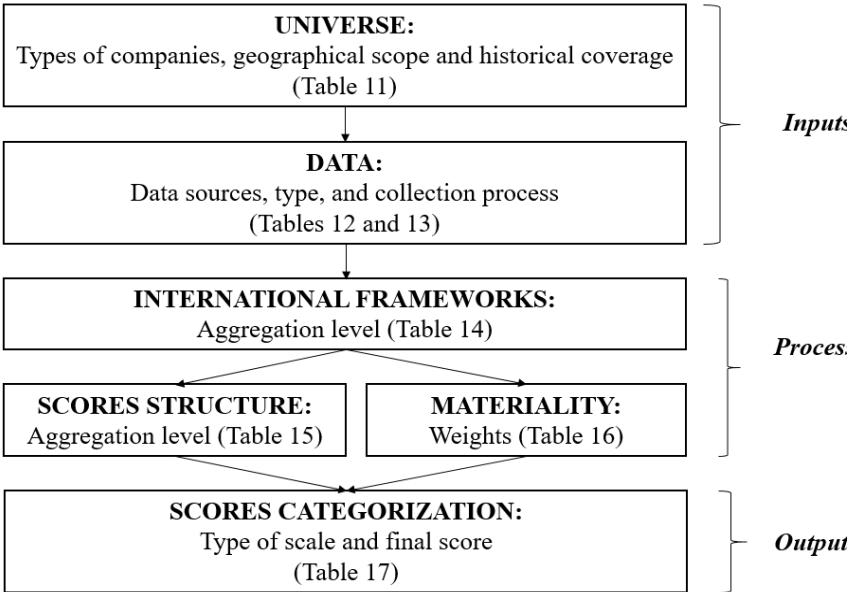 UNIVERSE:
Types of companies, geographical scope and historical coverage
(Table 11)
Inputs
DATA:
Data sources, type, and collection process
(Tables 12 and 13)
INTERNATIONAL FRAMEWORKS:
Aggregation level (Table 14)
Process
SCORES STRUCTURE:
Aggregation level (Table 15)
MATERIALITY:
Weights (Table 16)
SCORES CATEGORIZATION:
Type of scale and final score
(Table 17)
Output